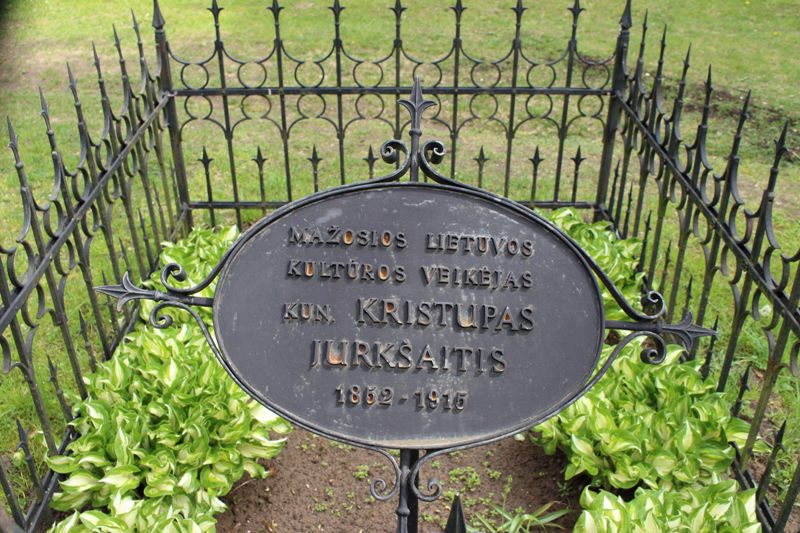 MAŽOSIOS LIETUVOS
KULTŪROS VEIKĖJAS
KUN. KRISTUPAS
JURKŠAITIS
1852 - 1915